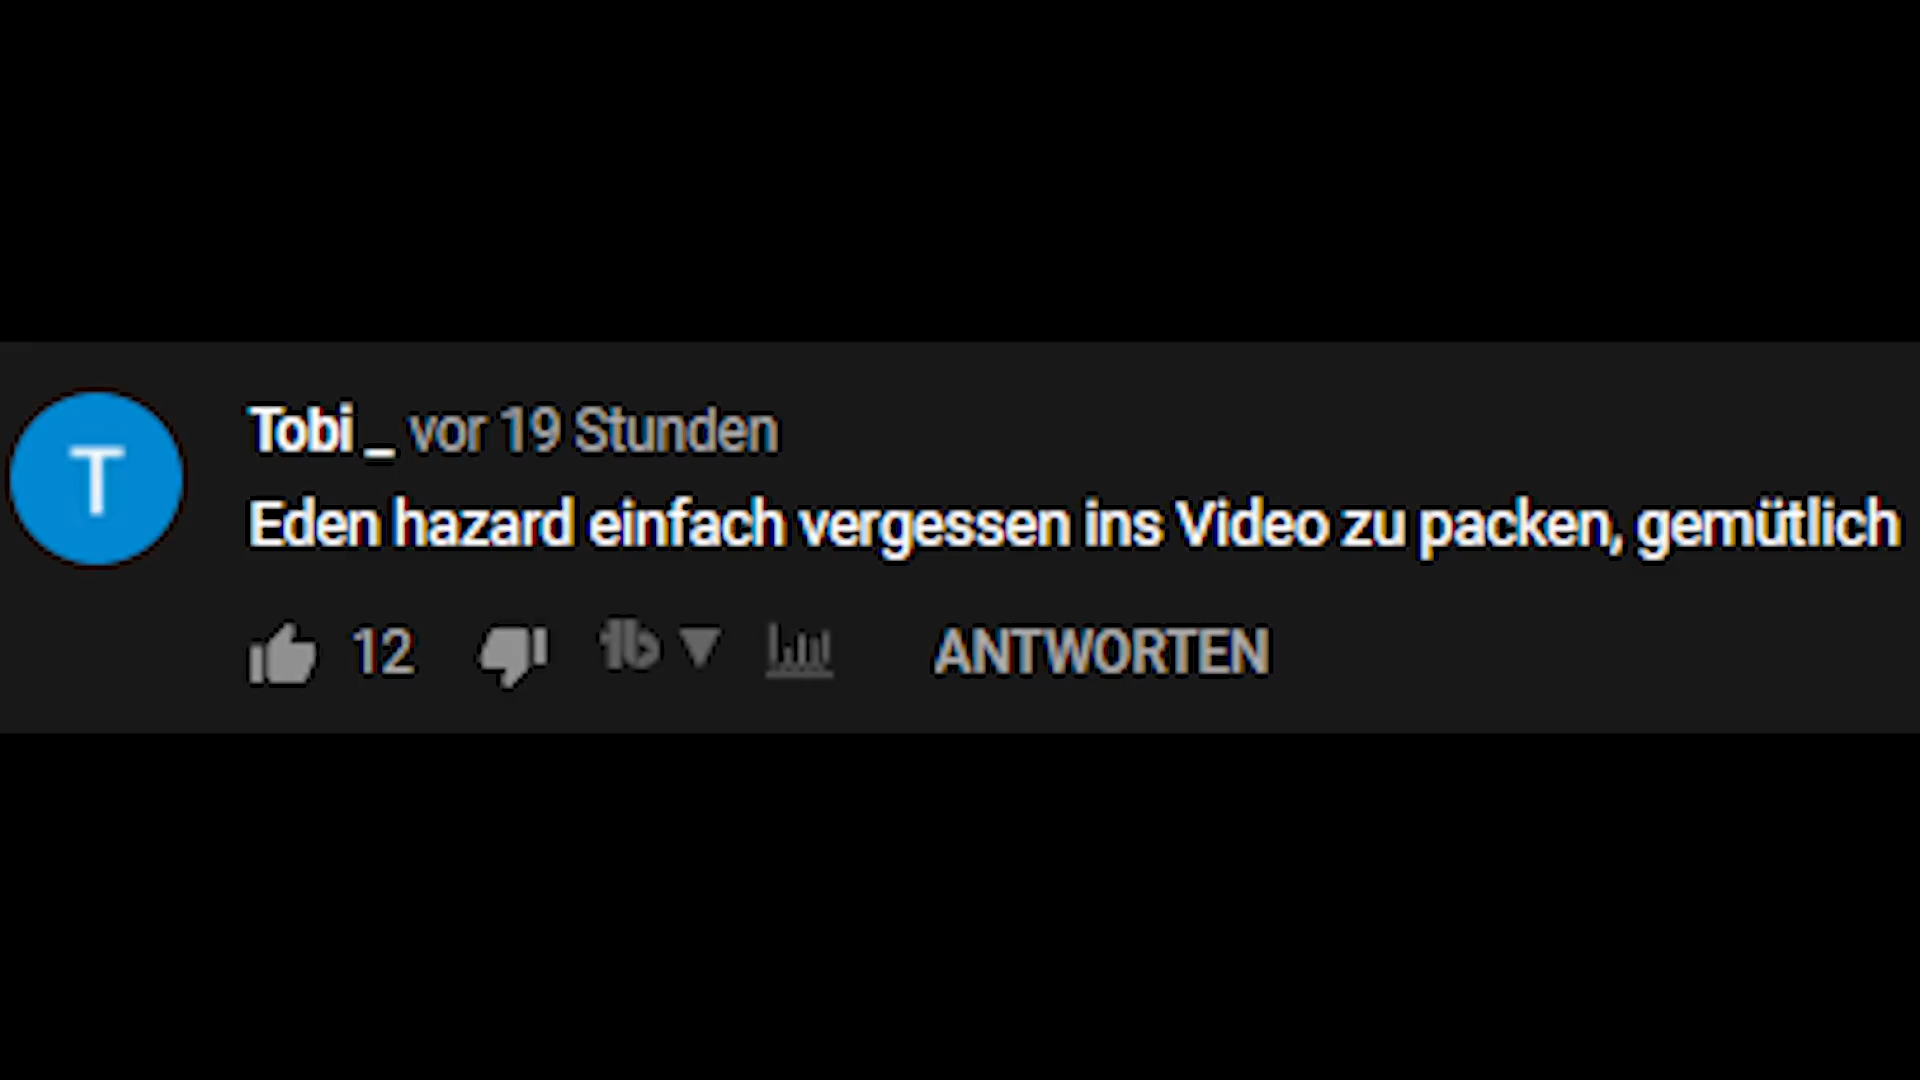 T
Tobi _ vor 19 Stunden
Eden hazard einfach vergessen ins Video zu packen, gemütlich
12 ANTWORTEN